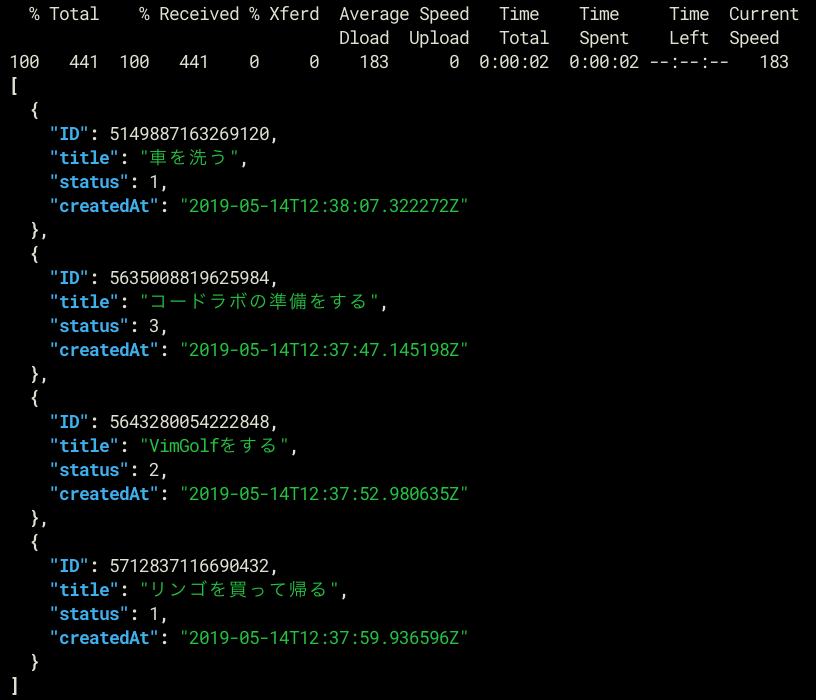 % Total    % Received % Xferd  Average Speed   Time    Time     Time  Current
                                 Dload  Upload   Total   Spent    Left  Speed
100   441  100   441    0     0    183      0  0:00:02  0:00:02 --:--:--   183
[
  {
    "ID": 5149887163269120,
    "title": "車を洗う",
    "status": 1,
    "createdAt": "2019-05-14T12:38:07.322272Z"
  },
  {
    "ID": 5635008819625984,
    "title": "コードラボの準備をする",
    "status": 3,
    "createdAt": "2019-05-14T12:37:47.145198Z"
  },
  {
    "ID": 5643280054222848,
    "title": "VimGolfをする",
    "status": 2,
    "createdAt": "2019-05-14T12:37:52.980635Z"
  },
  {
    "ID": 5712837116690432,
    "title": "リンゴを買って帰る",
    "status": 1,
    "createdAt": "2019-05-14T12:37:59.936596Z"
  }
]